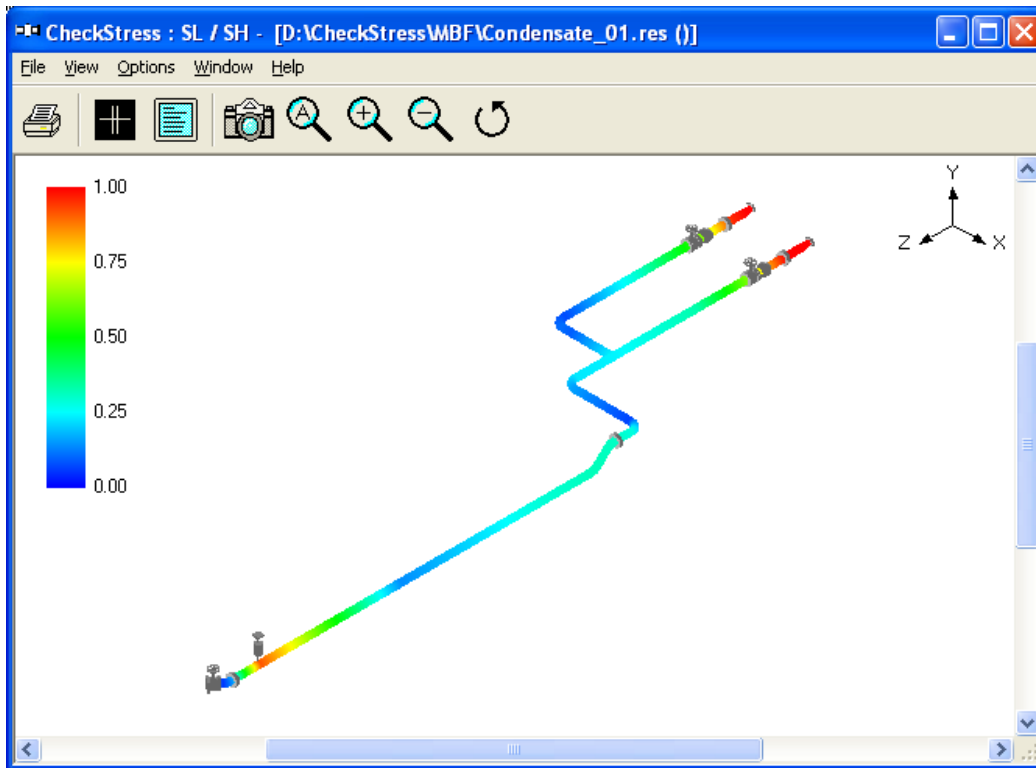 CheckStress : SL / SH - [D:\CheckStress\MBF\Condensate_01.res ()]
File View Options Window Help
A
1.00
0.75
0.50
0.25
0.00
Y
Z
X